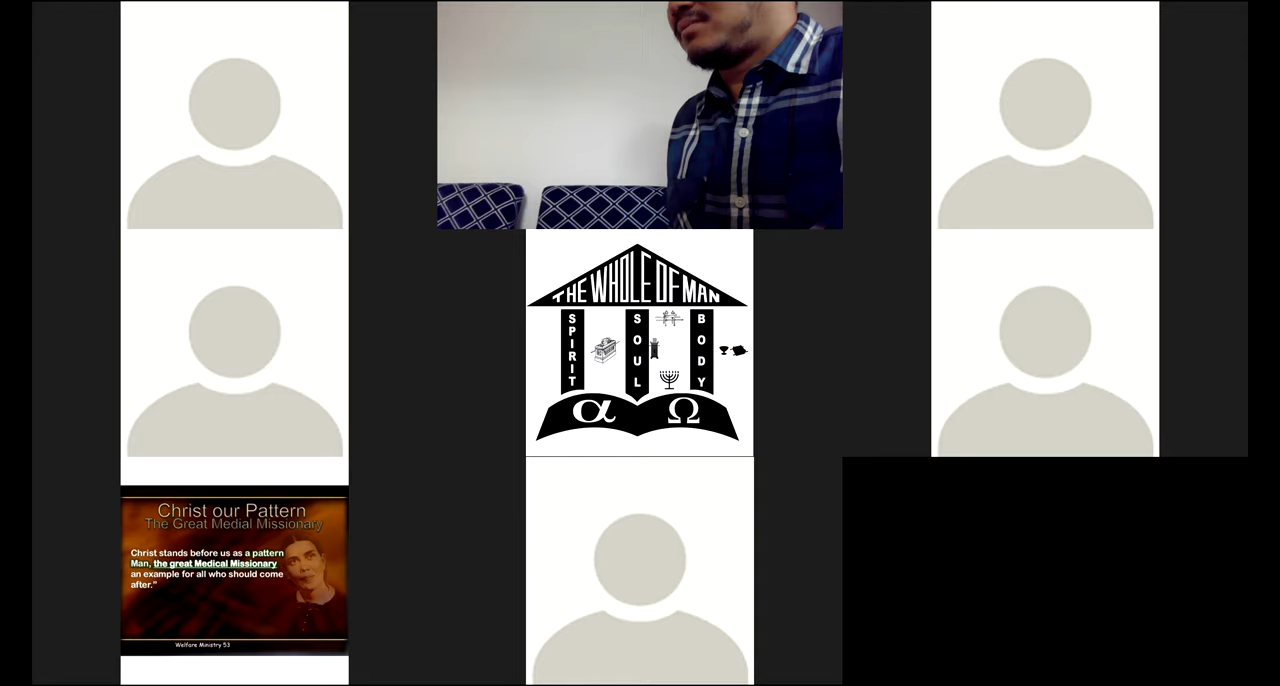 THE WHOLE OF MAN
SPIRIT
SOUL
BODY
α Ω
Christ our Pattern
The Great Medial Missionary
Christ stands before us as a pattern
Man, the great Medical Missionary
an example for all who should come
after."
Welfare Ministry 53